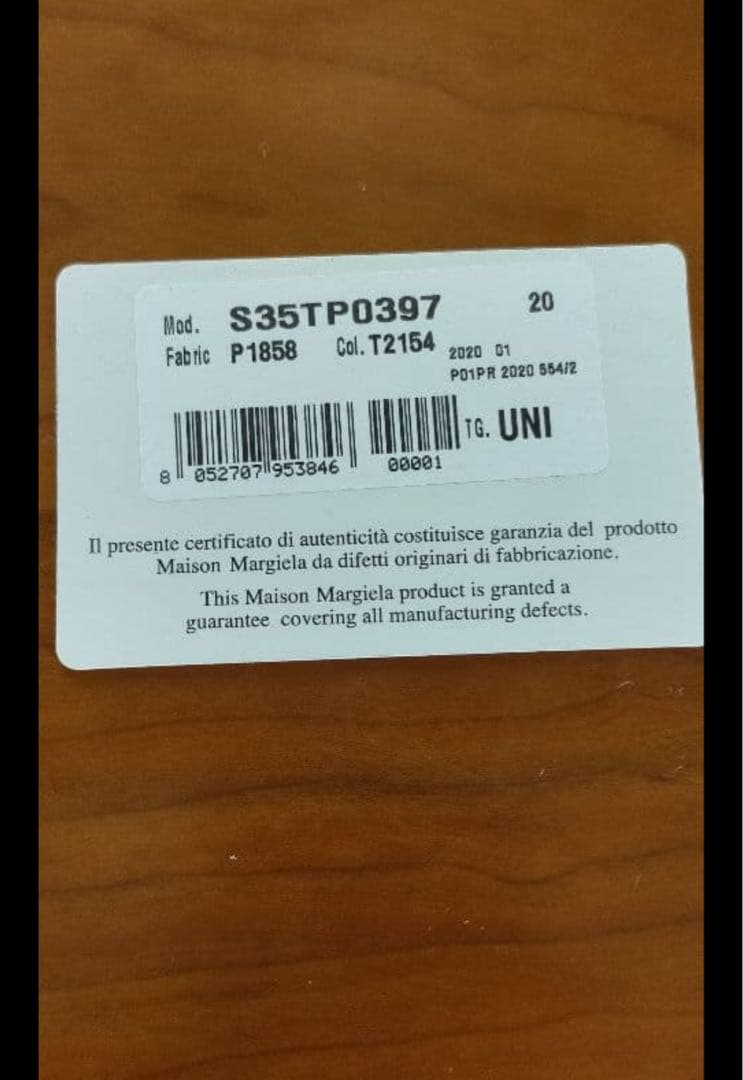 Mod. S35TP0397 20
Fabric P1858 Col. T2154 2020 01
P01PR 2020 554/2
TG. UNI
8 052707 953846 00001
Il presente certificato di autenticità costituisce garanzia del prodotto
Maison Margiela da difetti originari di fabbricazione.
This Maison Margiela product is granted a
guarantee covering all manufacturing defects.